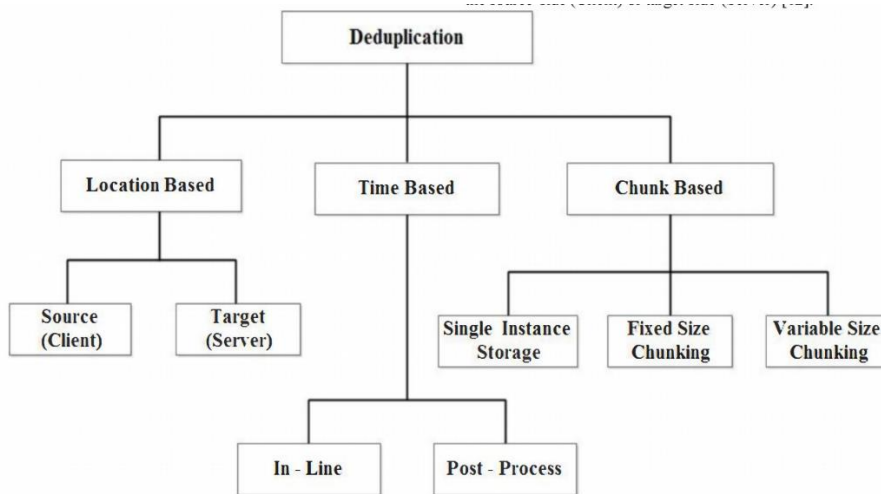 Deduplication
Location Based
Time Based
Chunk Based
Source
(Client)
Target
(Server)
Single Instance
Storage
Fixed Size
Chunking
Variable Size
Chunking
In - Line
Post - Process